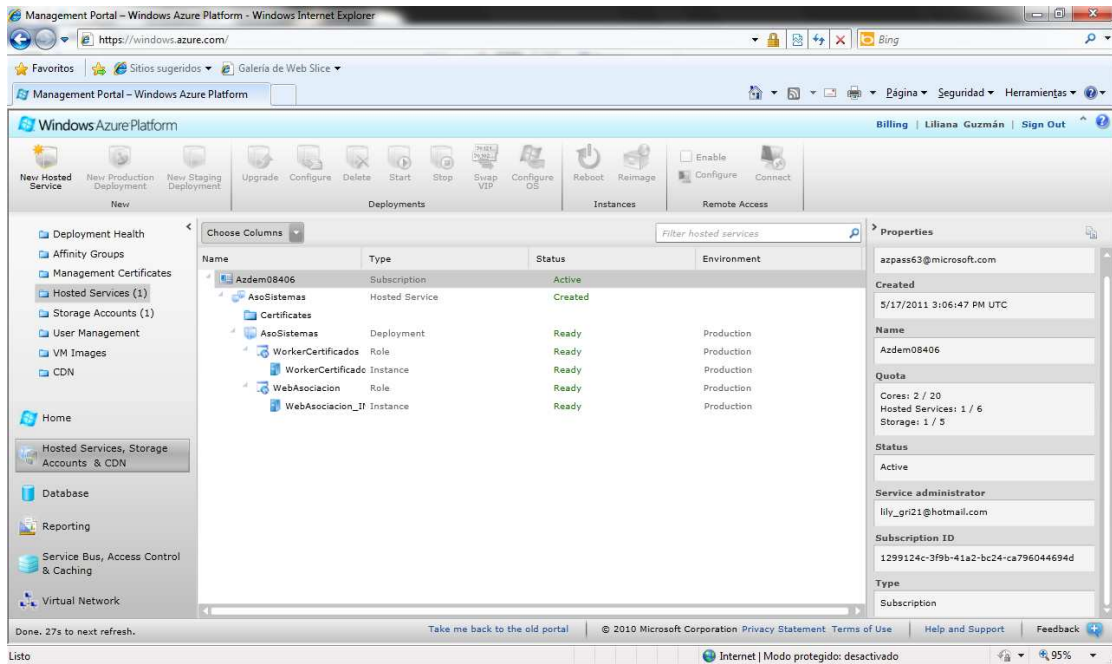 Management Portal – Windows Azure Platform - Windows Internet Explorer
https://windows.azure.com/
Bing
Favoritos Sitios sugeridos Galería de Web Slice
Management Portal – Windows Azure Platform
Página Seguridad Herramientas
Windows Azure Platform
Billing | Liliana Guzmán | Sign Out
New Hosted Service
New Production Deployment
New Staging Deployment
Upgrade
Configure
Delete
Start
Stop
Swap VIP
Configure OS
Reboot
Reimage
Enable
Configure
Connect
New
Deployments
Instances
Remote Access
Deployment Health
Affinity Groups
Management Certificates
Hosted Services (1)
Storage Accounts (1)
User Management
VM Images
CDN
Home
Hosted Services, Storage
Accounts & CDN
Database
Reporting
Service Bus, Access Control
& Caching
Virtual Network
Choose Columns
Filter hosted services
Name Type Status Environment
Azdem08406 Subscription Active
AsoSistemas Hosted Service Created
Certificates
AsoSistemas Deployment Ready Production
WorkerCertificados Role Ready Production
WorkerCertificado Instance Ready Production
WebAsociacion Role Ready Production
WebAsociacion_IN Instance Ready Production
Properties
azpass63@microsoft.com
Created
5/17/2011 3:06:47 PM UTC
Name
Azdem08406
Quota
Cores: 2 / 20
Hosted Services: 1 / 6
Storage: 1 / 5
Status
Active
Service administrator
lily_gri21@hotmail.com
Subscription ID
1299124c-3f9b-41a2-bc24-ca796044694d
Type
Subscription
Done. 27s to next refresh.
Take me back to the old portal
© 2010 Microsoft Corporation Privacy Statement Terms of Use
Help and Support
Feedback
Listo
Internet | Modo protegido: desactivado
95%